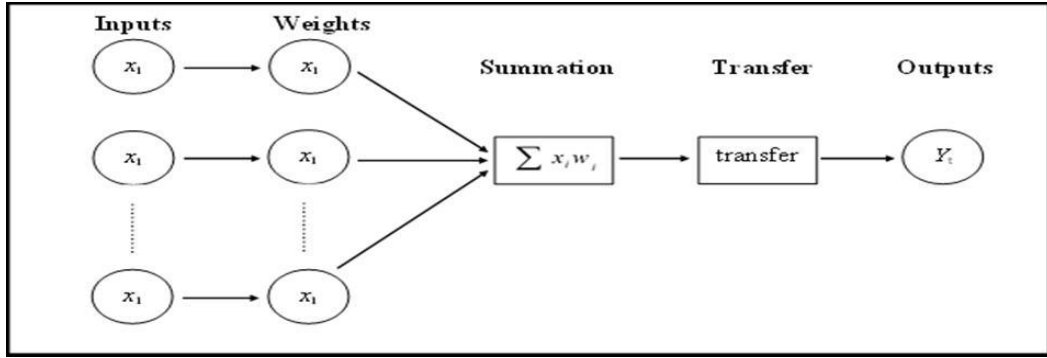 Inputs Weights
x₁ x₁
Summation Transfer Outputs
x₁ x₁ ∑ xᵢwᵢ transfer Yₜ
x₁ x₁